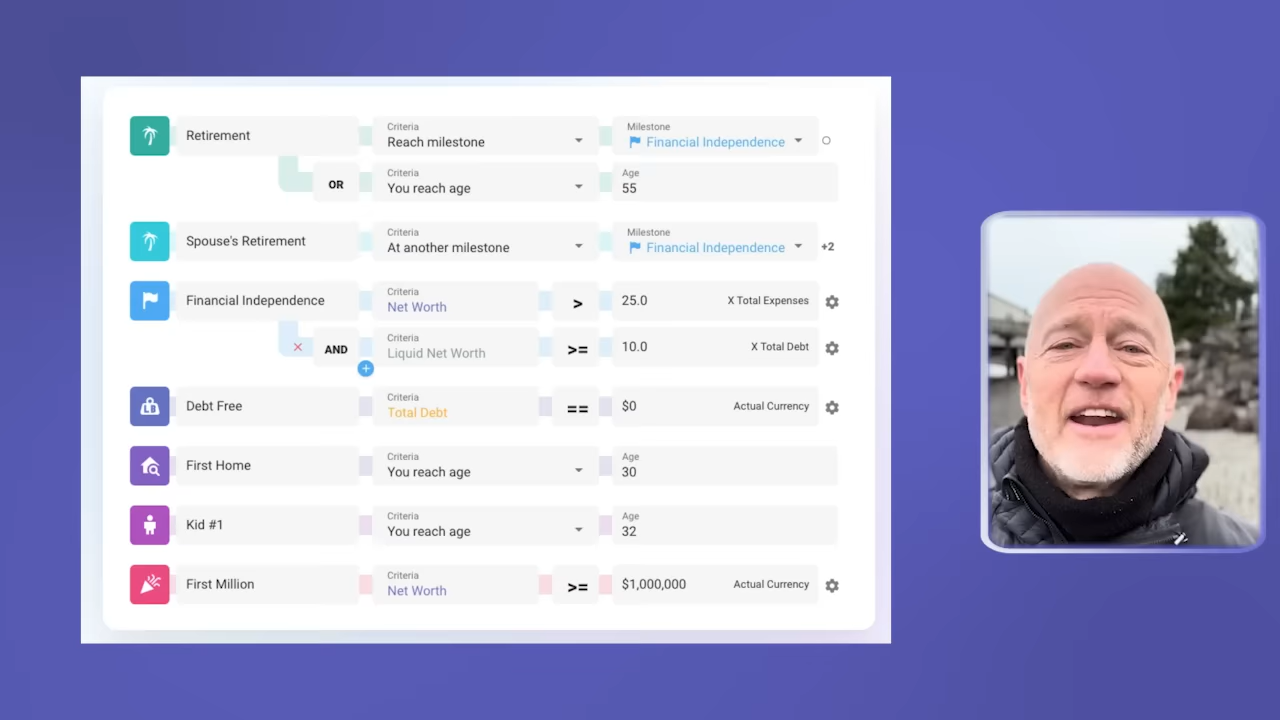 Retirement
Criteria
Reach milestone
Milestone
Financial Independence
OR
Criteria
You reach age
Age
55
Spouse's Retirement
Criteria
At another milestone
Milestone
Financial Independence
+2
Financial Independence
Criteria
Net Worth
>
25.0
X Total Expenses
AND
Criteria
Liquid Net Worth
>=
10.0
X Total Debt
Debt Free
Criteria
Total Debt
==
$0
Actual Currency
First Home
Criteria
You reach age
Age
30
Kid #1
Criteria
You reach age
Age
32
First Million
Criteria
Net Worth
>=
$1,000,000
Actual Currency